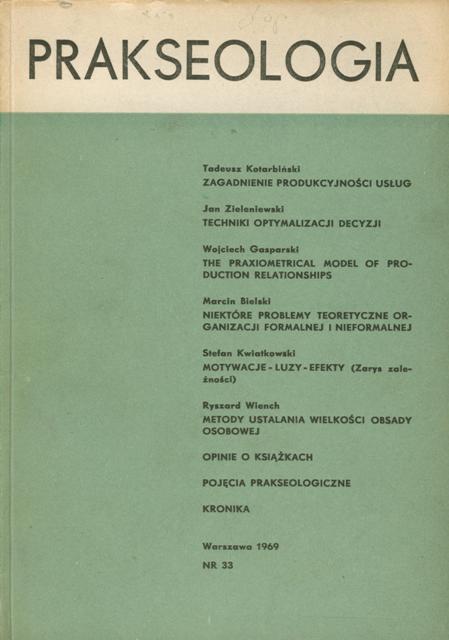 PRAKSEOLOGIA
Tadeusz Kotarbiński
ZAGADNIENIE PRODUKCYJNOŚCI USŁUG
Jan Zieleniewski
TECHNIKI OPTYMALIZACJI DECYZJI
Wojciech Gasparski
THE PRAXIOMETRICAL MODEL OF PRO-
DUCTION RELATIONSHIPS
Marcin Bielski
NIEKTÓRE PROBLEMY TEORETYCZNE OR-
GANIZACJI FORMALNEJ I NIEFORMALNEJ
Stefan Kwiatkowski
MOTYWACJE - LUZY - EFEKTY (Zarys zale-
żności)
Ryszard Wiench
METODY USTALANIA WIELKOŚCI OBSADY
OSOBOWEJ
OPINIE O KSIĄŻKACH
POJĘCIA PRAKSEOLOGICZNE
KRONIKA
Warszawa 1969
NR 33